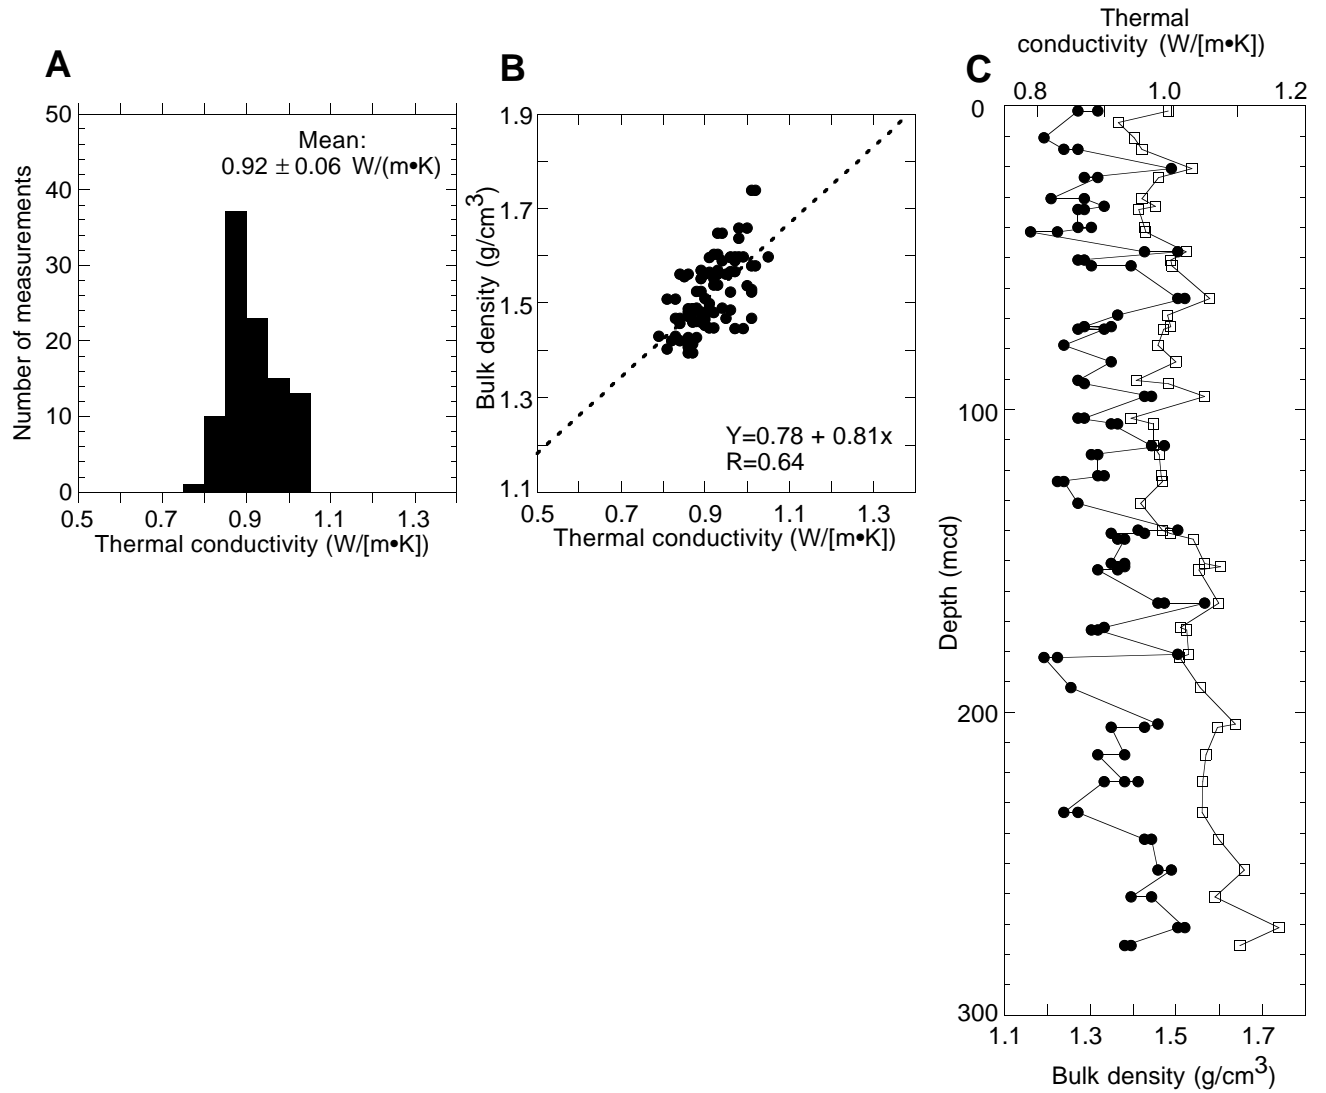 A
50
40
30
20
10
0
Number of measurements
Mean:
0.92 ± 0.06 W/(m•K)
0.5 0.7 0.9 1.1 1.3
Thermal conductivity (W/[m•K])
B
1.9
1.7
1.5
1.3
1.1
Bulk density (g/cm3)
Y=0.78 + 0.81x
R=0.64
0.5 0.7 0.9 1.1 1.3
Thermal conductivity (W/[m•K])
C
Thermal
conductivity (W/[m•K])
0.8 1.0 1.2
0
100
200
300
Depth (mcd)
1.1 1.3 1.5 1.7
Bulk density (g/cm3)